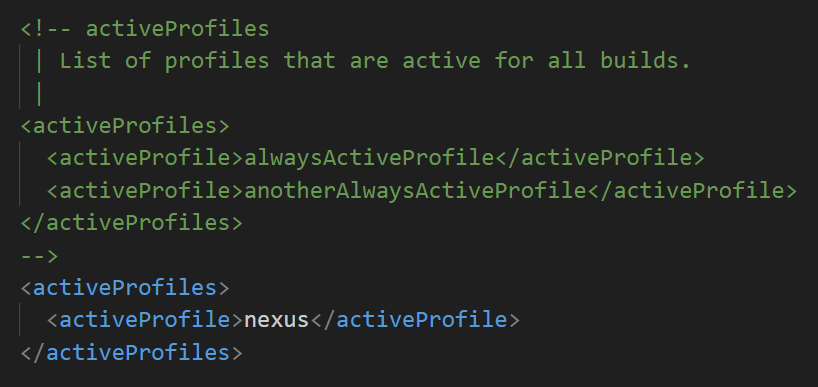 <!-- activeProfiles
  | List of profiles that are active for all builds.
  |
<activeProfiles>
  <activeProfile>alwaysActiveProfile</activeProfile>
  <activeProfile>anotherAlwaysActiveProfile</activeProfile>
</activeProfiles>
-->
<activeProfiles>
  <activeProfile>nexus</activeProfile>
</activeProfiles>